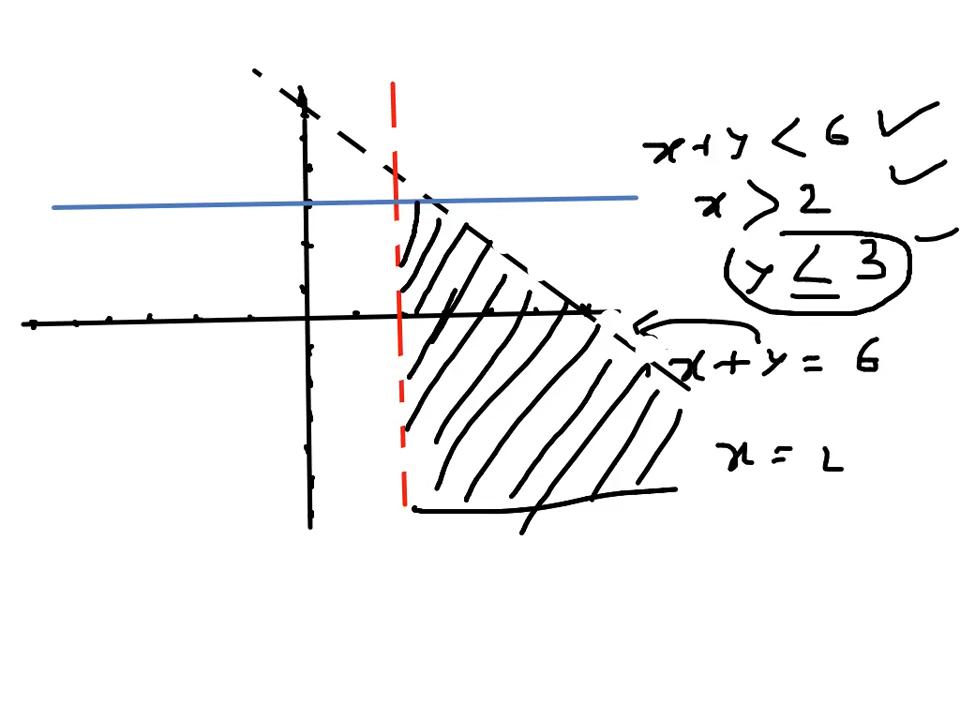 x+y < 6 ✓
x > 2 ✓
y ≤ 3
x + y = 6
x = 2